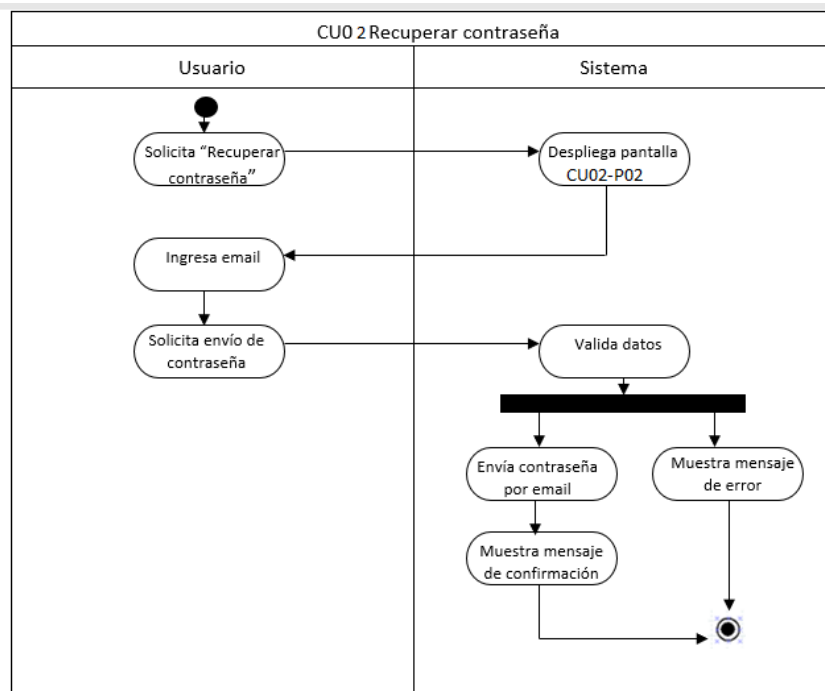 CU0 2 Recuperar contraseña
Usuario
Sistema
Solicita “Recuperar
contraseña”
Despliega pantalla
CU02-P02
Ingresa email
Solicita envío de
contraseña
Valida datos
Envía contraseña
por email
Muestra mensaje
de error
Muestra mensaje
de confirmación